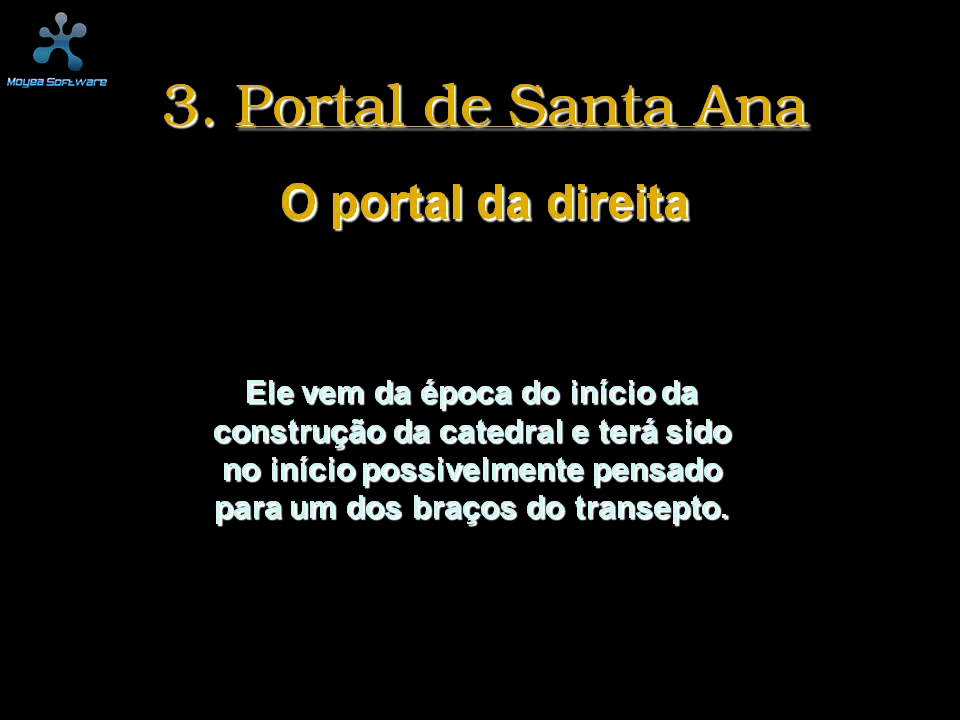 Moyea Software
3. Portal de Santa Ana
O portal da direita
Ele vem da época do início da
construção da catedral e terá sido
no início possivelmente pensado
para um dos braços do transepto.